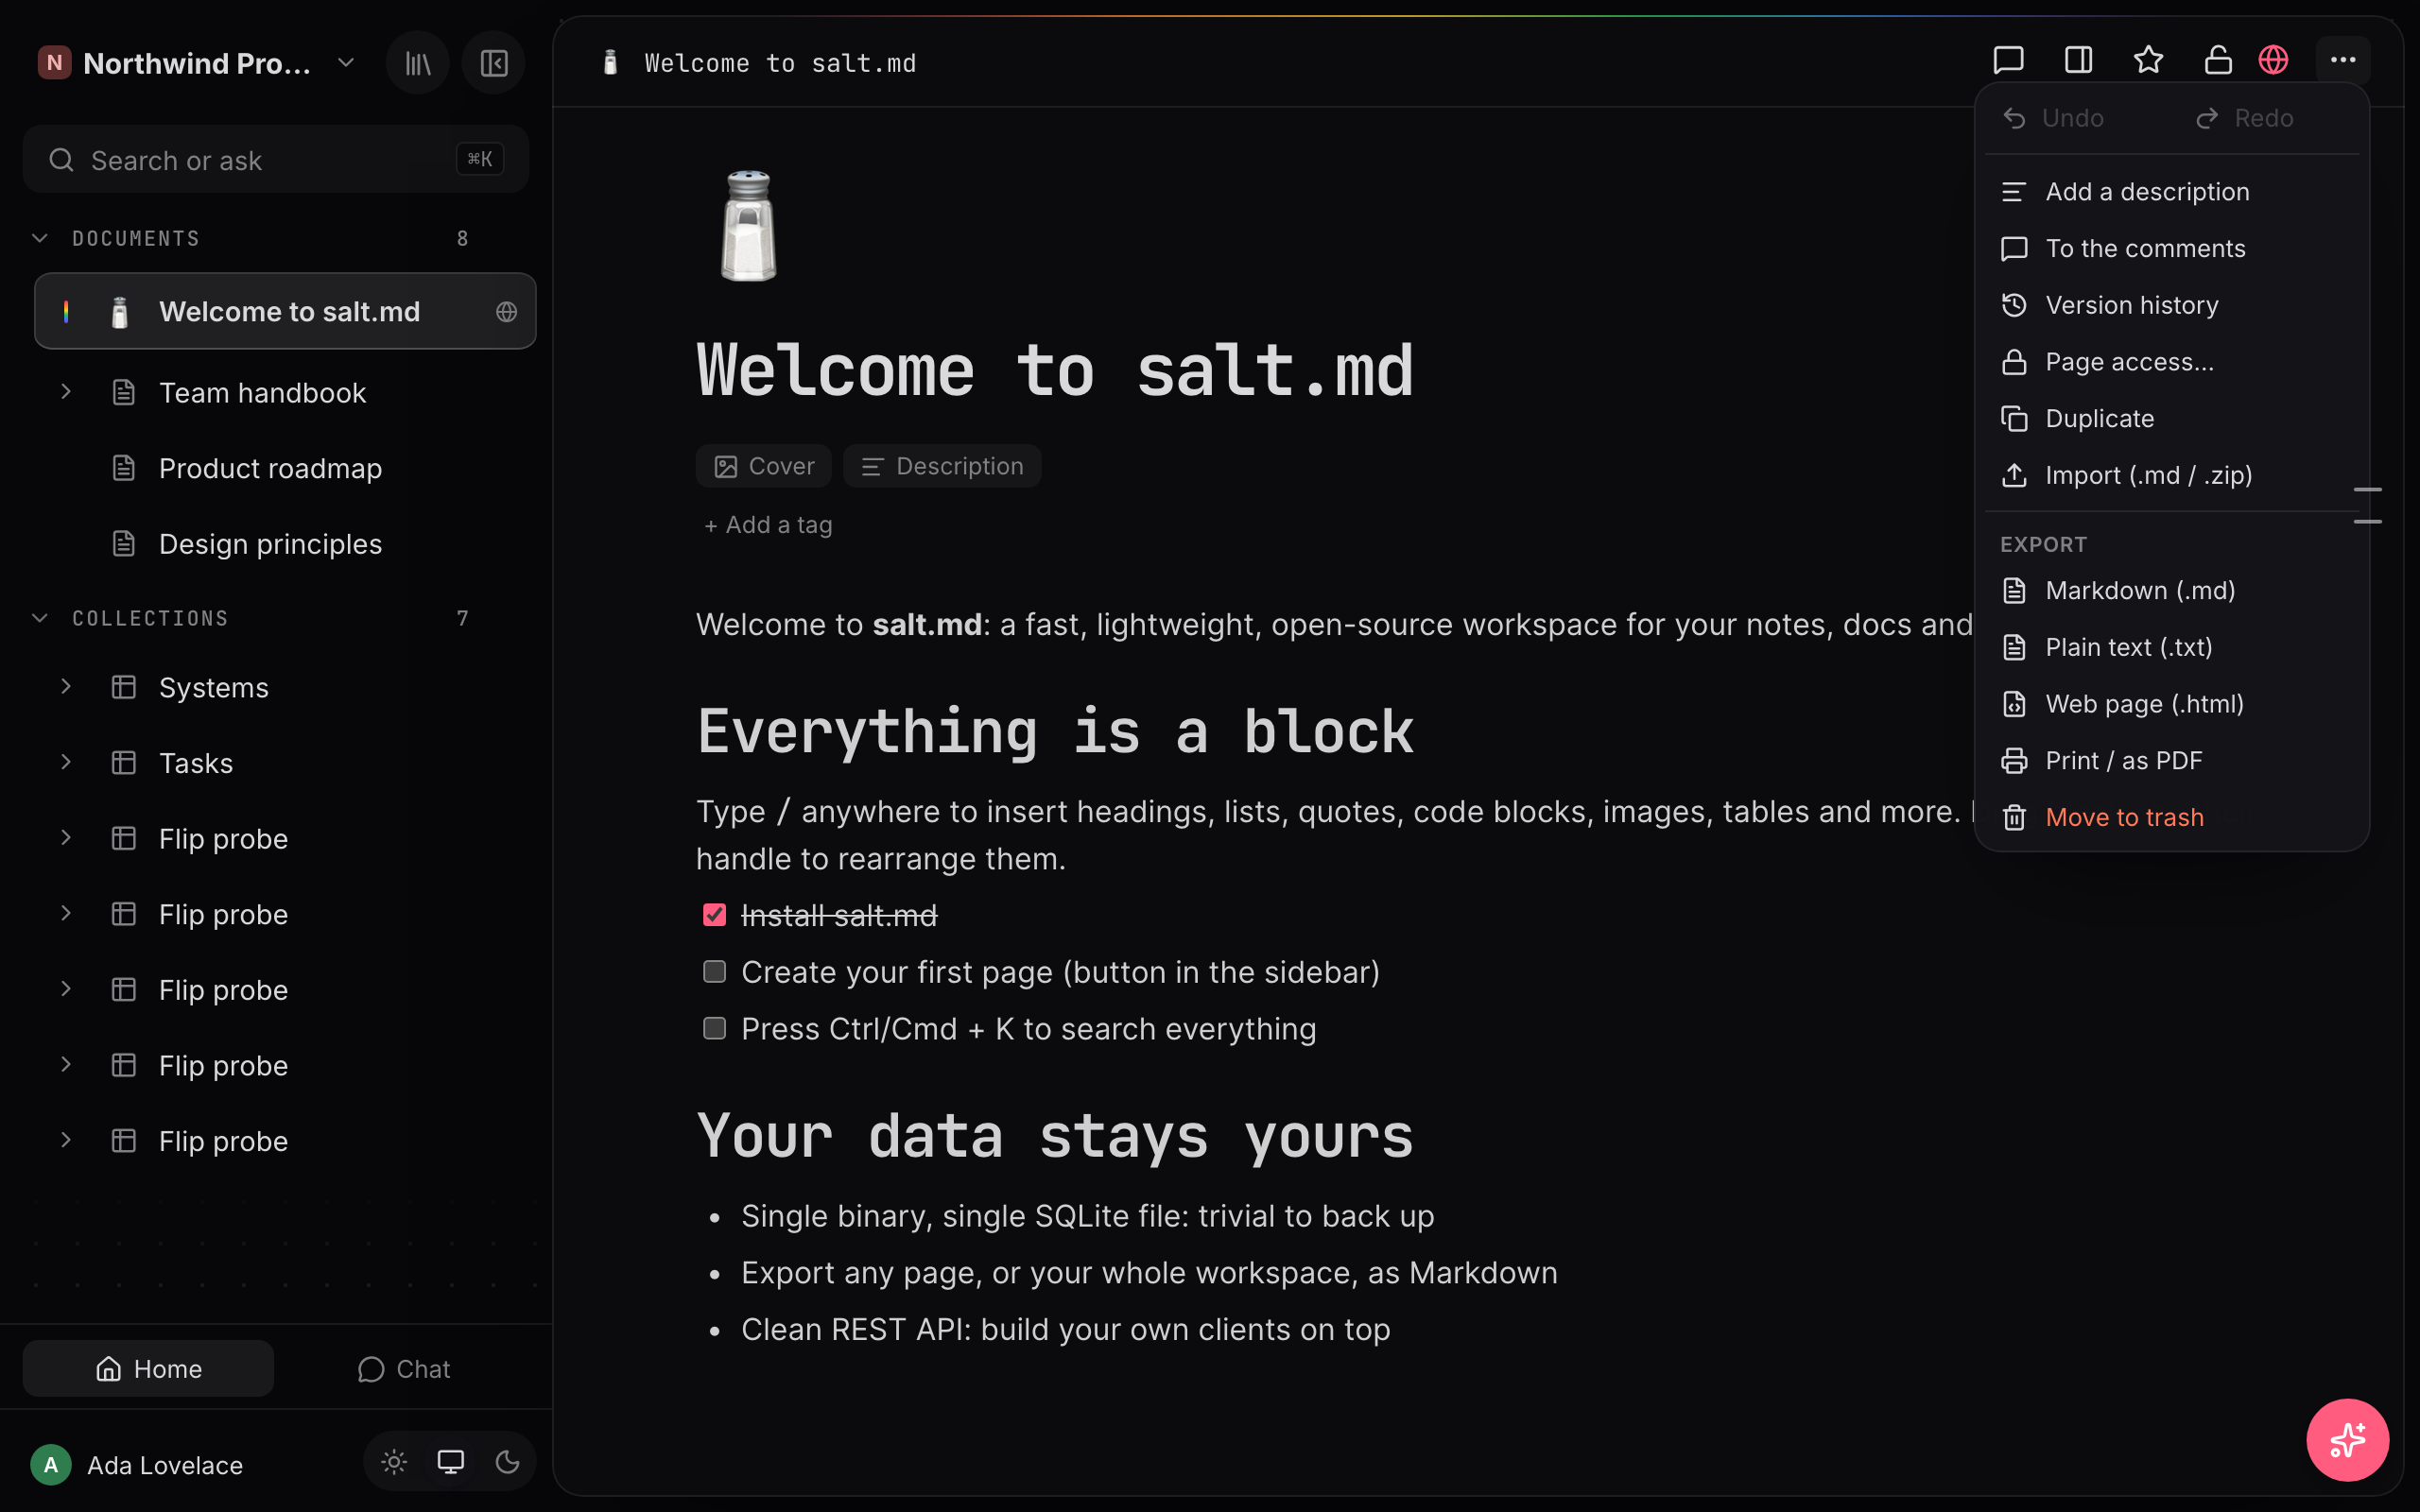 N Northwind Pro...
Search or ask ⌘K
DOCUMENTS 8
Welcome to salt.md
Team handbook
Product roadmap
Design principles
COLLECTIONS 7
Systems
Tasks
Flip probe
Flip probe
Flip probe
Flip probe
Flip probe
Home Chat
A Ada Lovelace
Welcome to salt.md
Welcome to salt.md
Cover Description
+ Add a tag
Welcome to salt.md: a fast, lightweight, open-source workspace for your notes, docs and
Everything is a block
Type / anywhere to insert headings, lists, quotes, code blocks, images, tables and more.
handle to rearrange them.
Install salt.md
Create your first page (button in the sidebar)
Press Ctrl/Cmd + K to search everything
Your data stays yours
• Single binary, single SQLite file: trivial to back up
• Export any page, or your whole workspace, as Markdown
• Clean REST API: build your own clients on top
Undo Redo
Add a description
To the comments
Version history
Page access...
Duplicate
Import (.md / .zip)
EXPORT
Markdown (.md)
Plain text (.txt)
Web page (.html)
Print / as PDF
Move to trash